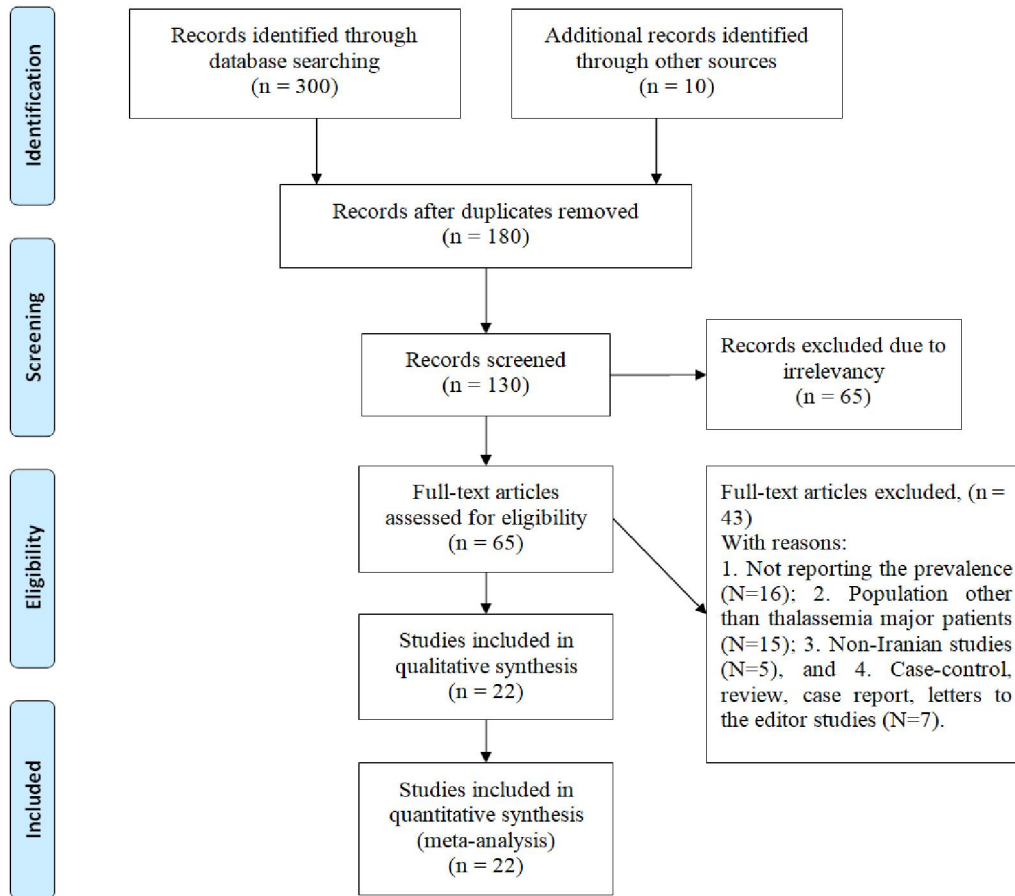 Identification
Records identified through
database searching
(n = 300)
Additional records identified
through other sources
(n = 10)
Records after duplicates removed
(n = 180)
Screening
Records screened
(n = 130)
Records excluded due to
irrelevancy
(n = 65)
Eligibility
Full-text articles
assessed for eligibility
(n = 65)
Full-text articles excluded, (n =
43)
With reasons:
1. Not reporting the prevalence
(N=16); 2. Population other
than thalassemia major patients
(N=15); 3. Non-Iranian studies
(N=5), and 4. Case-control,
review, case report, letters to
the editor studies (N=7).
Studies included in
qualitative synthesis
(n = 22)
Included
Studies included in
quantitative synthesis
(meta-analysis)
(n = 22)